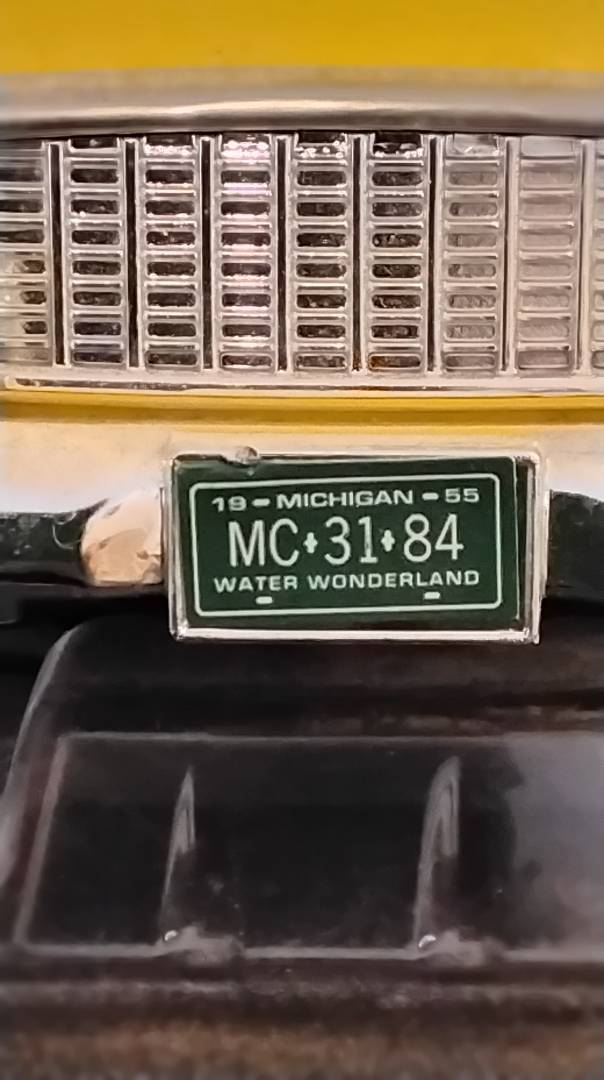 19 - MICHIGAN - 55
MC♦31♦84
WATER WONDERLAND